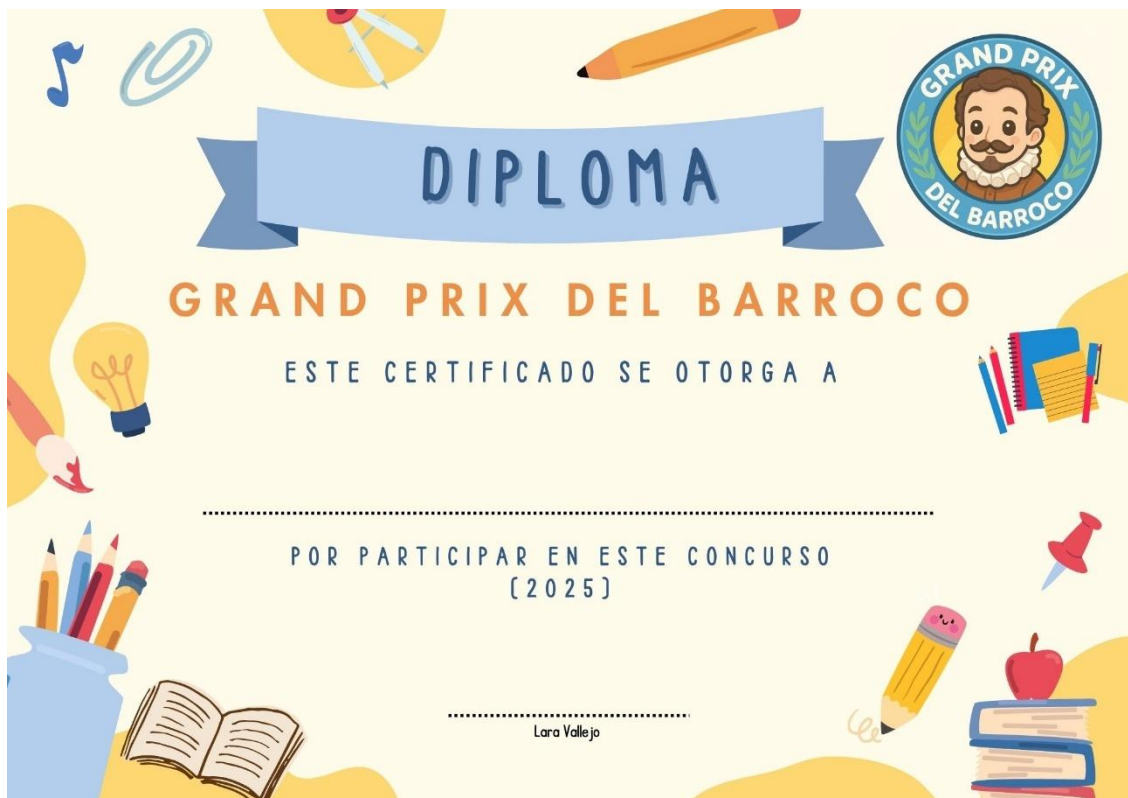 GRAND PRIX
DEL BARROCO
DIPLOMA
GRAND PRIX DEL BARROCO
ESTE CERTIFICADO SE OTORGA A
POR PARTICIPAR EN ESTE CONCURSO
(2025)
Lara Vallejo